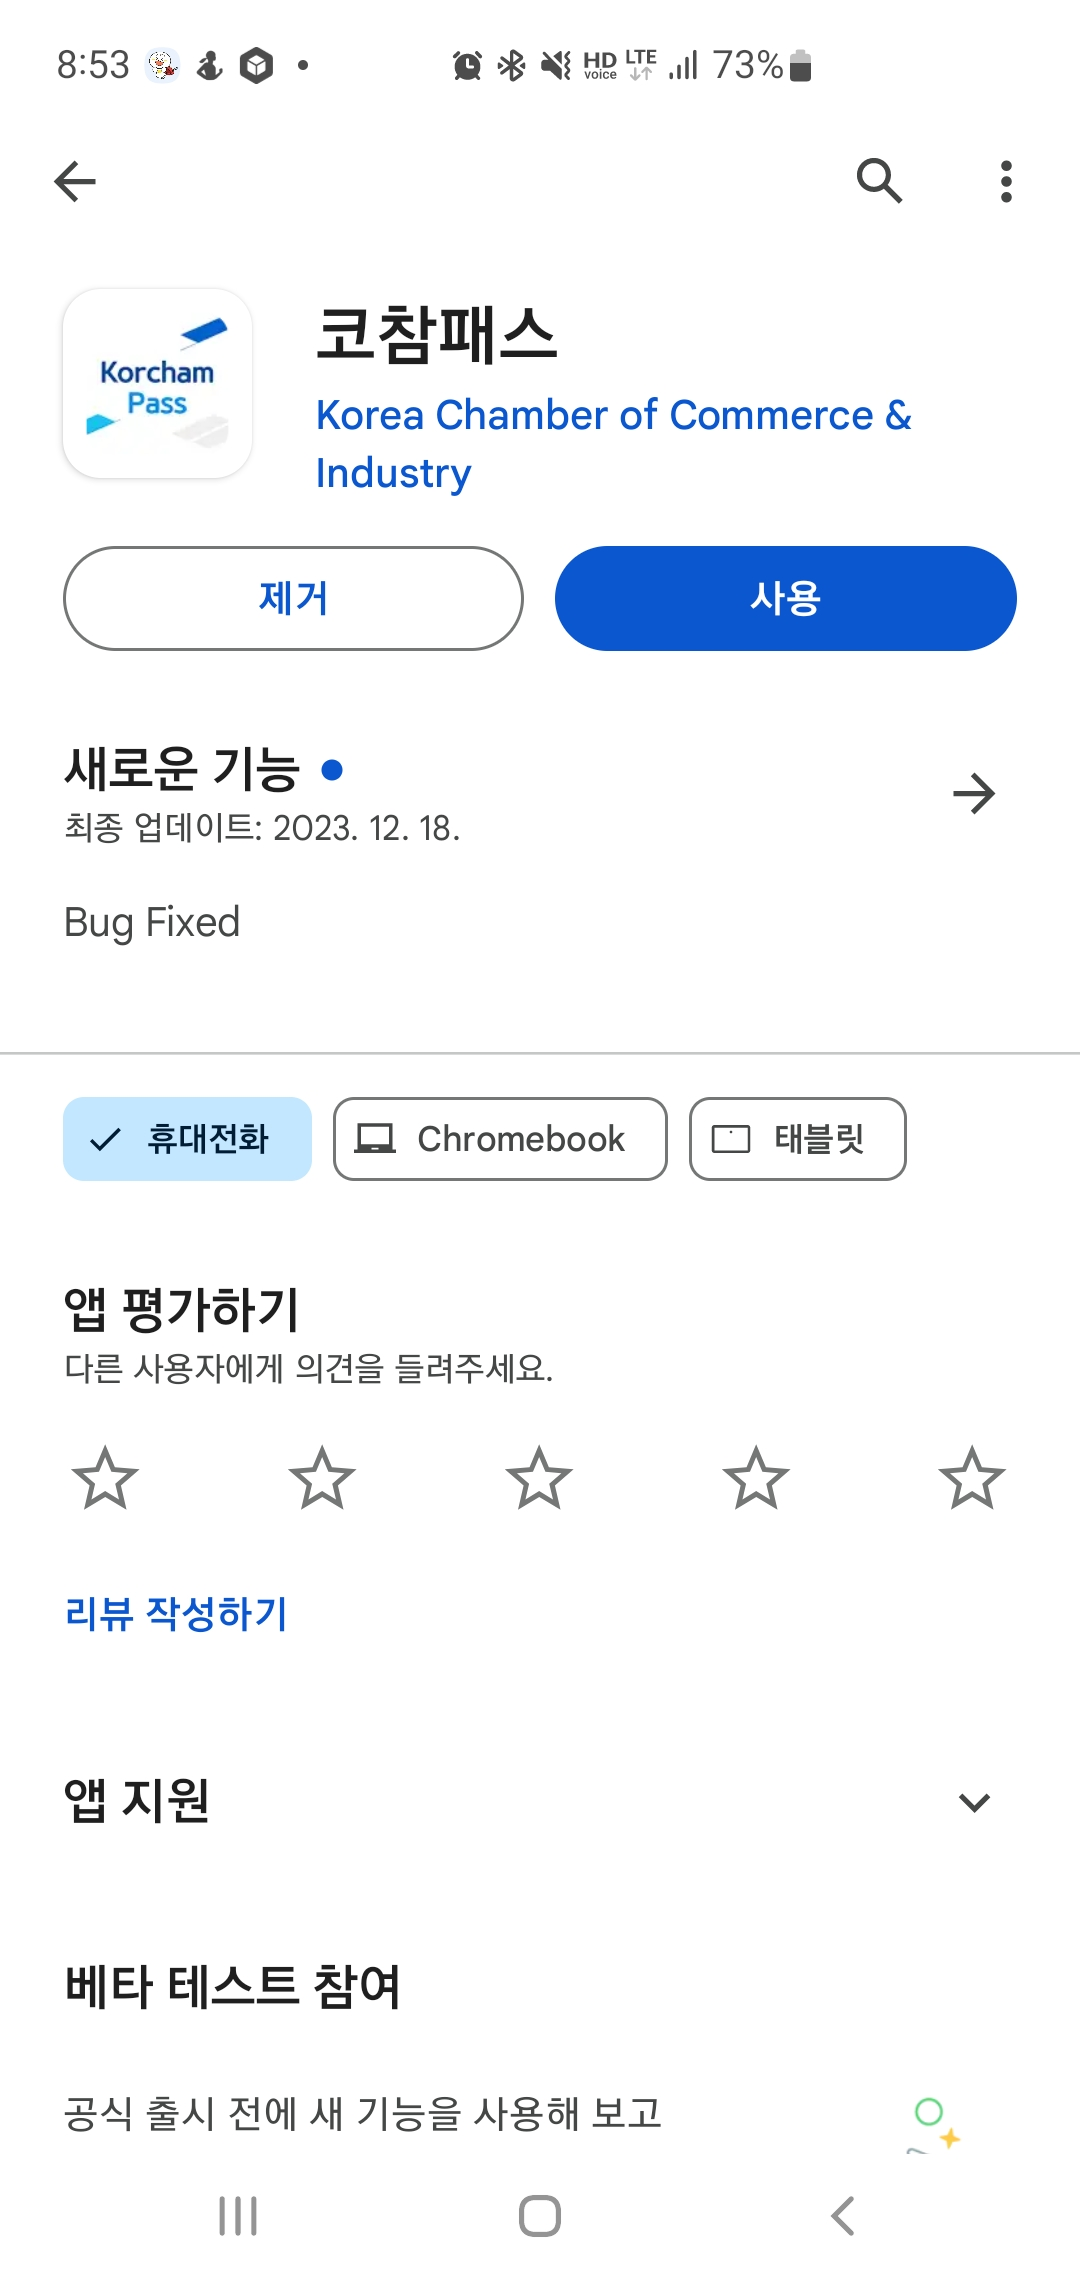 8:53
HD voice LTE 73%
Korcham
Pass
코참패스
Korea Chamber of Commerce &
Industry
제거
사용
새로운 기능
최종 업데이트: 2023. 12. 18.
Bug Fixed
휴대전화
Chromebook
태블릿
앱 평가하기
다른 사용자에게 의견을 들려주세요.
리뷰 작성하기
앱 지원
베타 테스트 참여
공식 출시 전에 새 기능을 사용해 보고